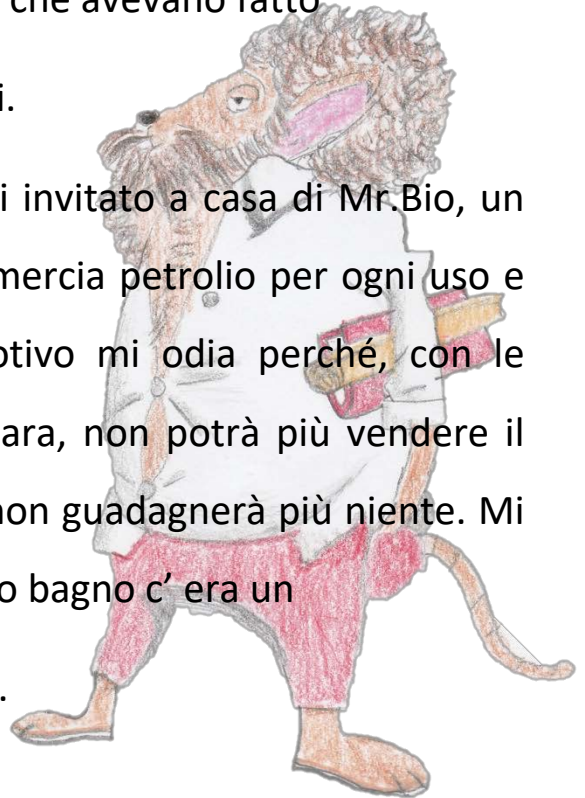 che avevano fatto
i.
i invitato a casa di Mr.Bio, un
mercia petrolio per ogni uso e
otivo mi odia perché, con le
ara, non potrà più vendere il
non guadagnerà più niente. Mi
o bagno c’ era un
.